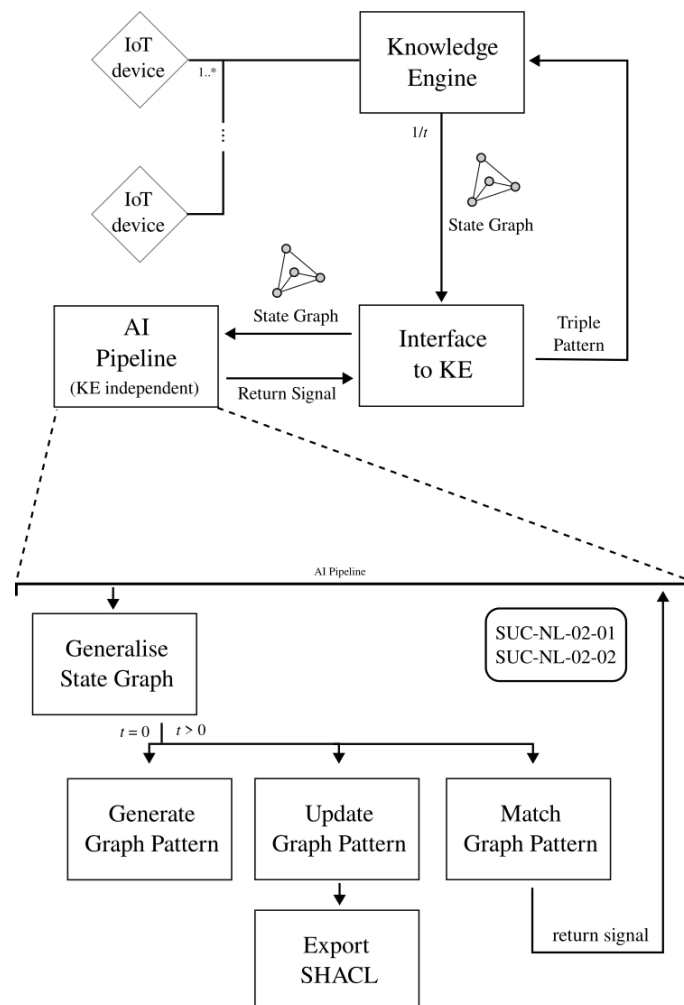 IoT
device
1..*
Knowledge
Engine
...
1/t
IoT
device
State Graph
State Graph
AI
Pipeline
(KE independent)
Return Signal
Interface
to KE
Triple
Pattern
AI Pipeline
Generalise
State Graph
SUC-NL-02-01
SUC-NL-02-02
t = 0
t > 0
Generate
Graph Pattern
Update
Graph Pattern
Match
Graph Pattern
Export
SHACL
return signal